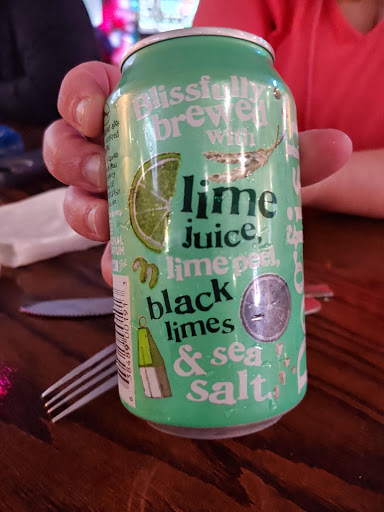 Blissfully
brewed
with
lime
juice,
lime peel,
black
limes
& sea
salt.